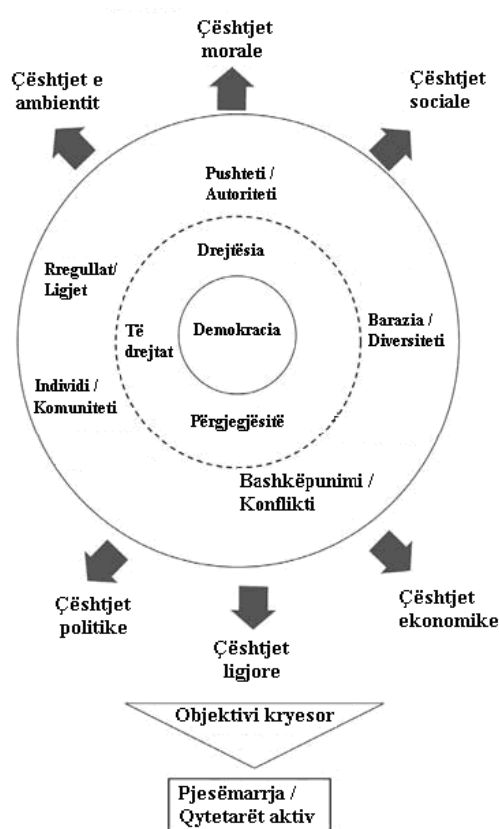 Çështjet
morale
Çështjet e
ambientit
Çështjet
sociale
Pushteti /
Autoriteti
Drejtësia
Rregullat/
Ligjet
Të
drejtat
Demokracia
Barazia /
Diversiteti
Individi /
Komuniteti
Përgjegjësitë
Bashkëpunimi /
Konflikti
Çështjet
politike
Çështjet
ligjore
Çështjet
ekonomike
Objektivi kryesor
Pjesëmarrja /
Qytetarët aktiv